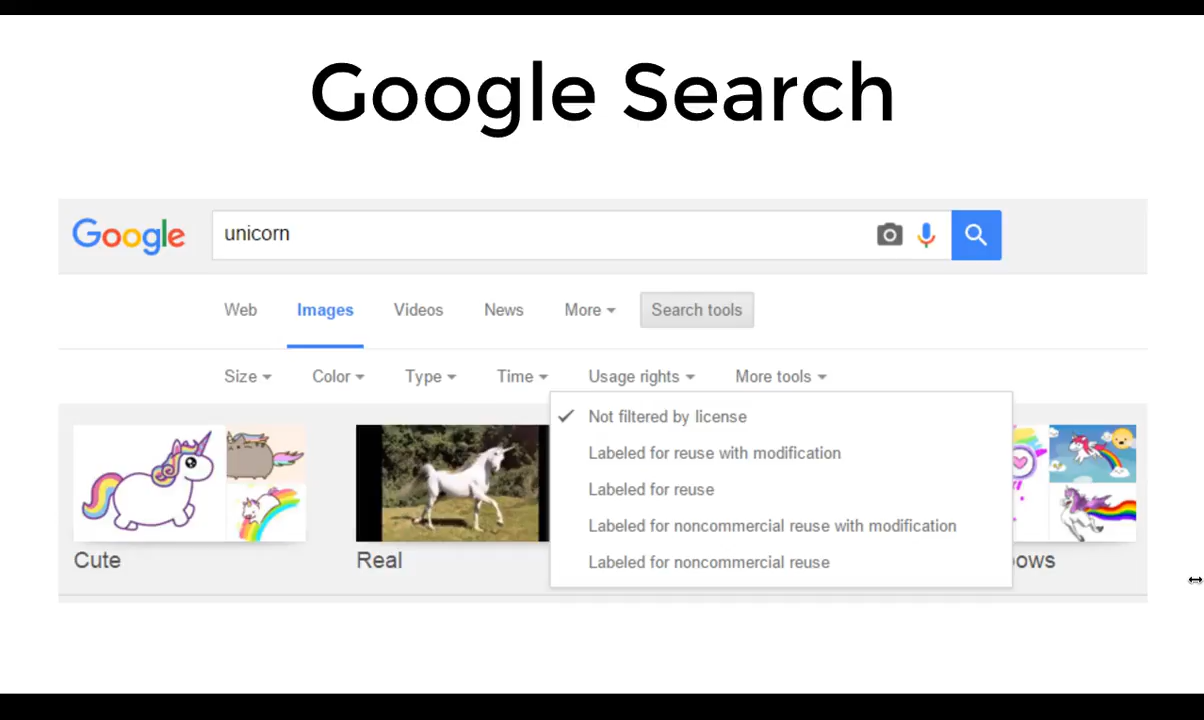 Google Search
Google unicorn
Web Images Videos News More Search tools
Size Color Type Time Usage rights More tools
Not filtered by license
Labeled for reuse with modification
Labeled for reuse
Labeled for noncommercial reuse with modification
Labeled for noncommercial reuse
Cute Real